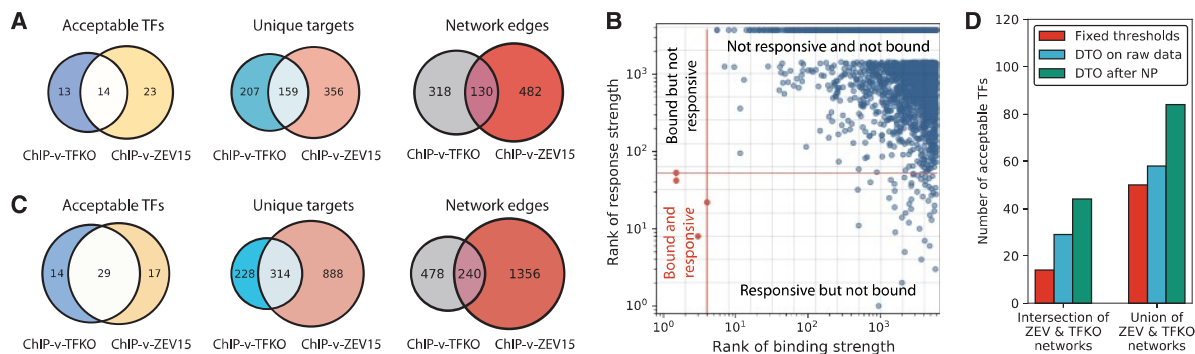 A
Acceptable TFs
13
14
23
ChIP-v-TFKO
ChIP-v-ZEV15
Unique targets
207
159
356
ChIP-v-TFKO
ChIP-v-ZEV15
Network edges
318
130
482
ChIP-v-TFKO
ChIP-v-ZEV15
C
Acceptable TFs
14
29
17
ChIP-v-TFKO
ChIP-v-ZEV15
Unique targets
228
314
888
ChIP-v-TFKO
ChIP-v-ZEV15
Network edges
478
240
1356
ChIP-v-TFKO
ChIP-v-ZEV15
B
Rank of response strength
10³
10²
10¹
10⁰
Bound but not
responsive
Not responsive and not bound
Bound and
responsive
Responsive but not bound
10⁰
10¹
10²
10³
Rank of binding strength
D
Number of acceptable TFs
120
100
80
60
40
20
0
Fixed thresholds
DTO on raw data
DTO after NP
Intersection of
ZEV & TFKO
networks
Union of
ZEV & TFKO
networks